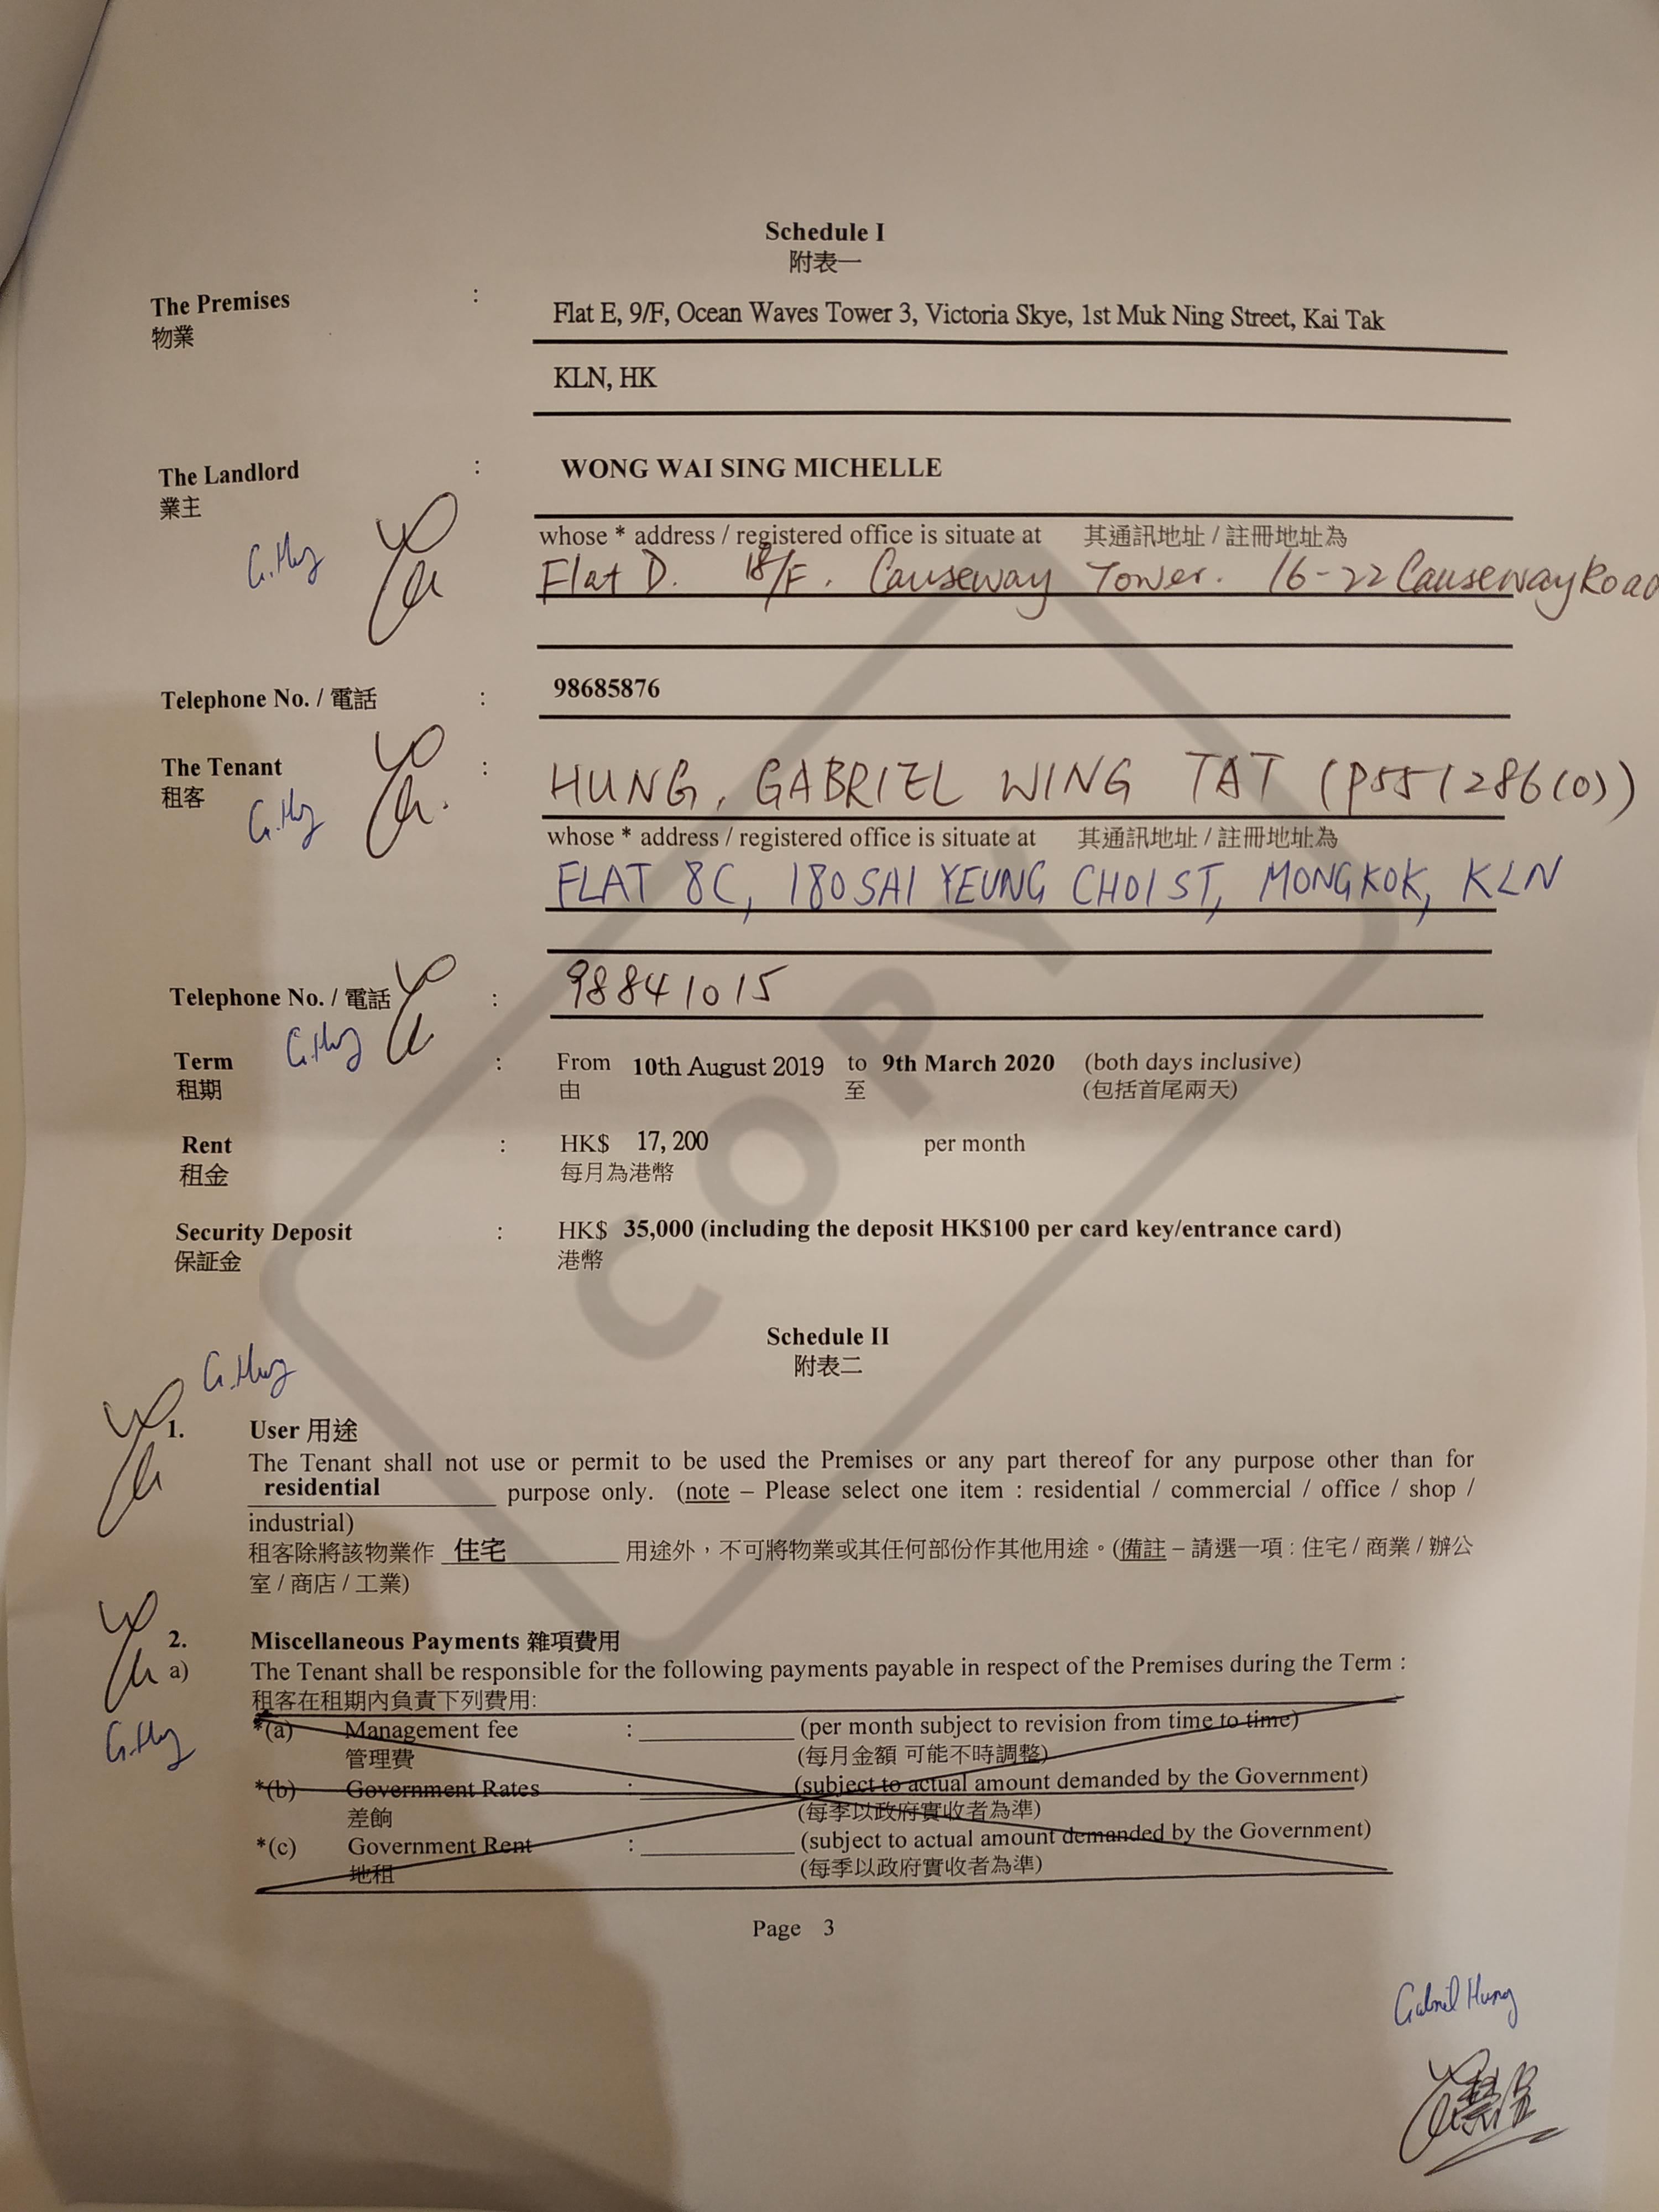 Schedule I
附表一
The Premises : Flat E, 9/F, Ocean Waves Tower 3, Victoria Skye, 1st Muk Ning Street, Kai Tak
物業
KLN, HK
The Landlord : WONG WAI SING MICHELLE
業主
whose * address / registered office is situate at 其通訊地址 / 註冊地址為
G.Hung
Flat D. 18/F. Causeway Tower. 16-22 Causeway Road
Telephone No. / 電話 : 98685876
The Tenant : HUNG, GABRIEL WING TAT (P551286(0))
租客
G.Hung
whose * address / registered office is situate at 其通訊地址 / 註冊地址為
FLAT 8C, 180 SAI YEUNG CHOI ST, MONGKOK, KLN
Telephone No. / 電話 : 98841015
G.Hung
Term : From 10th August 2019 to 9th March 2020 (both days inclusive)
租期 由 至 (包括首尾兩天)
Rent : HK$ 17,200 per month
租金 每月為港幣
Security Deposit : HK$ 35,000 (including the deposit HK$100 per card key/entrance card)
保証金 港幣
COPY
Schedule II
附表二
G.Hung
1. User 用途
The Tenant shall not use or permit to be used the Premises or any part thereof for any purpose other than for
residential purpose only. (note – Please select one item : residential / commercial / office / shop /
industrial)
租客除將該物業作 住宅 用途外，不可將物業或其任何部份作其他用途。(備註 – 請選一項 : 住宅 / 商業 / 辦公
室 / 商店 / 工業)
2. Miscellaneous Payments 雜項費用
a) The Tenant shall be responsible for the following payments payable in respect of the Premises during the Term :
租客在租期內負責下列費用:
G.Hung
*(a) Management fee : (per month subject to revision from time to time)
管理費 (每月金額 可能不時調整)
*(b) Government Rates : (subject to actual amount demanded by the Government)
差餉 (每季以政府實收者為準)
*(c) Government Rent : (subject to actual amount demanded by the Government)
地租 (每季以政府實收者為準)
Page 3
Gabriel Hung